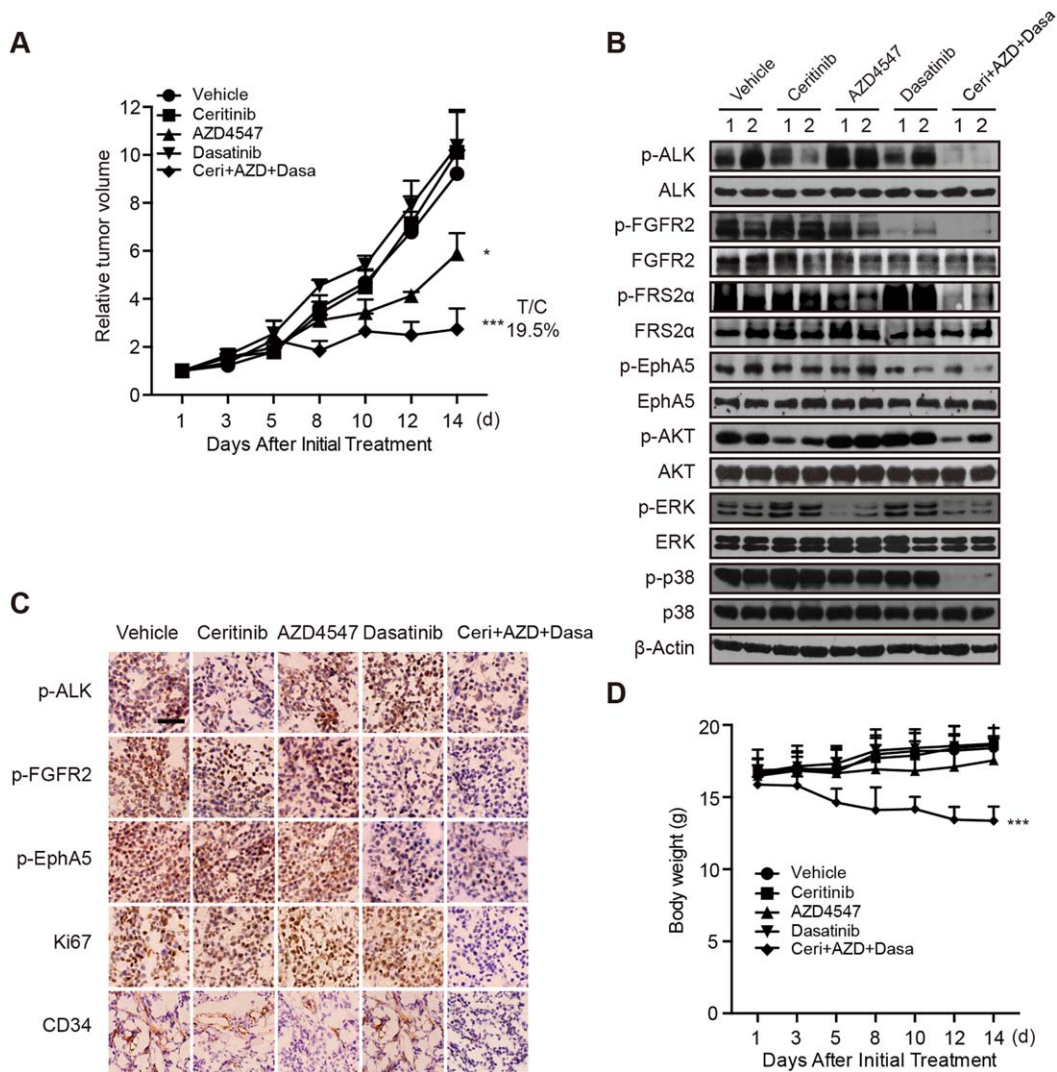 A
Vehicle
Ceritinib
AZD4547
Dasatinib
Ceri+AZD+Dasa
Relative tumor volume
12
10
8
6
4
2
0
*
***
T/C
19.5%
1 3 5 8 10 12 14 (d)
Days After Initial Treatment
B
Vehicle Ceritinib AZD4547 Dasatinib Ceri+AZD+Dasa
1 2 1 2 1 2 1 2 1 2
p-ALK
ALK
p-FGFR2
FGFR2
p-FRS2α
FRS2α
p-EphA5
EphA5
p-AKT
AKT
p-ERK
ERK
p-p38
p38
β-Actin
C
Vehicle Ceritinib AZD4547 Dasatinib Ceri+AZD+Dasa
p-ALK
p-FGFR2
p-EphA5
Ki67
CD34
D
Body weight (g)
20
15
10
5
0
***
Vehicle
Ceritinib
AZD4547
Dasatinib
Ceri+AZD+Dasa
1 3 5 8 10 12 14 (d)
Days After Initial Treatment